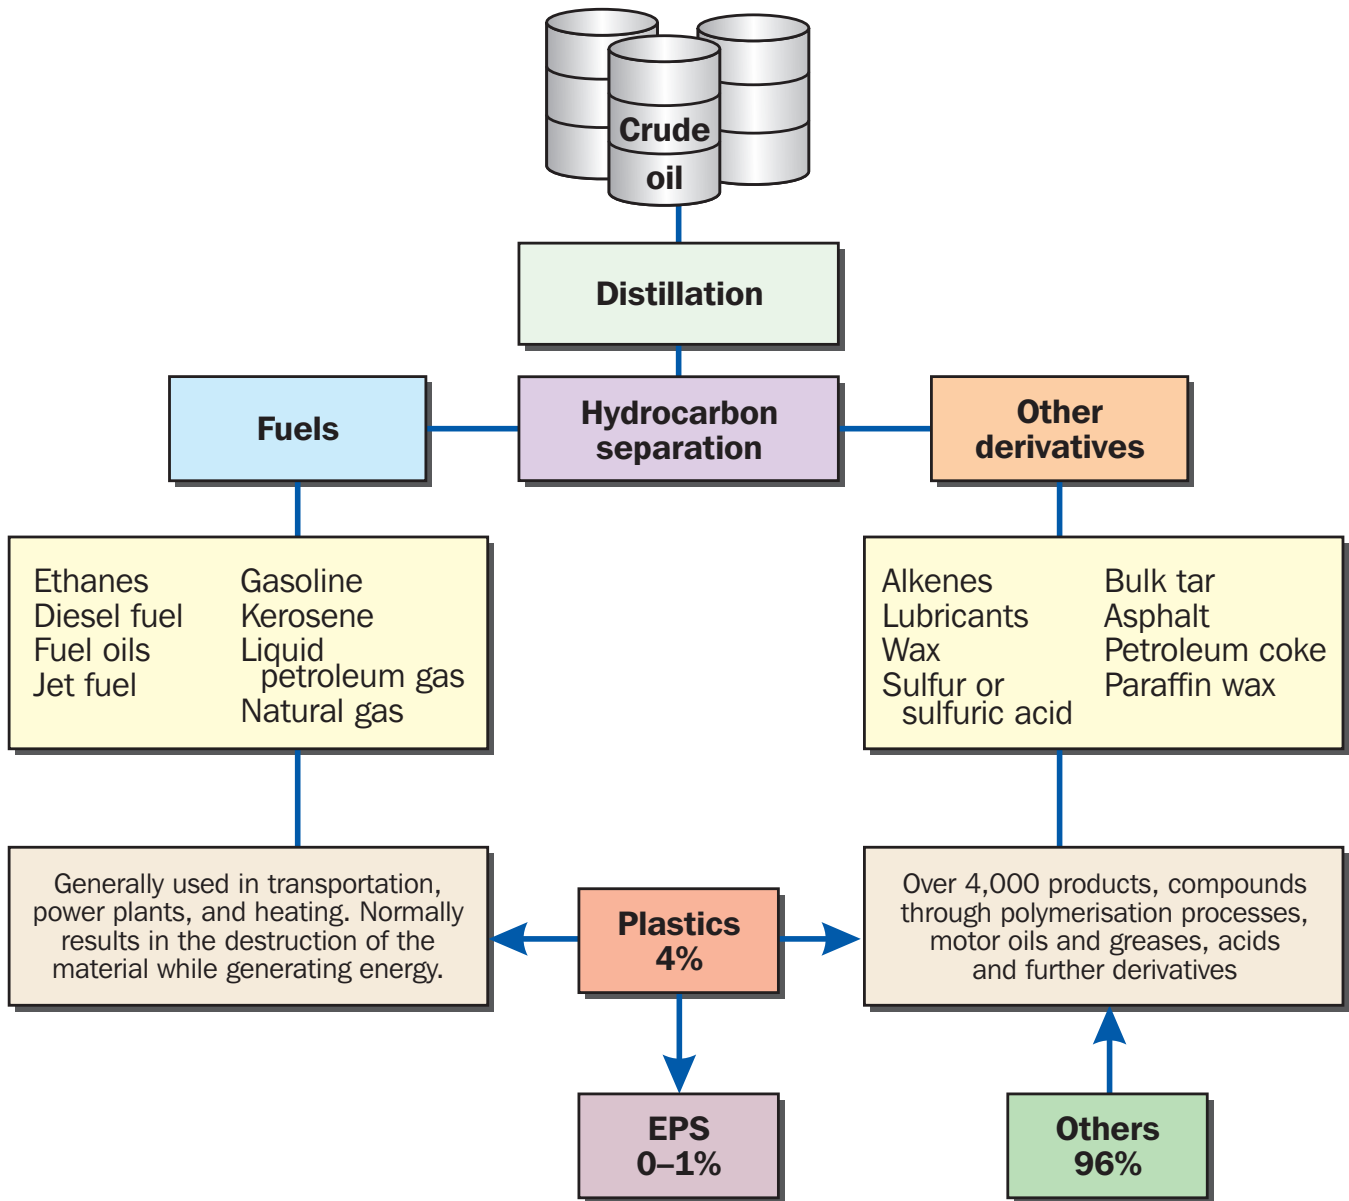 Crude
oil
Distillation
Fuels
Hydrocarbon
separation
Other
derivatives
Ethanes
Diesel fuel
Fuel oils
Jet fuel
Gasoline
Kerosene
Liquid
petroleum gas
Natural gas
Alkenes
Lubricants
Wax
Sulfur or
sulfuric acid
Bulk tar
Asphalt
Petroleum coke
Paraffin wax
Generally used in transportation,
power plants, and heating. Normally
results in the destruction of the
material while generating energy.
Plastics
4%
Over 4,000 products, compounds
through polymerisation processes,
motor oils and greases, acids
and further derivatives
EPS
0–1%
Others
96%